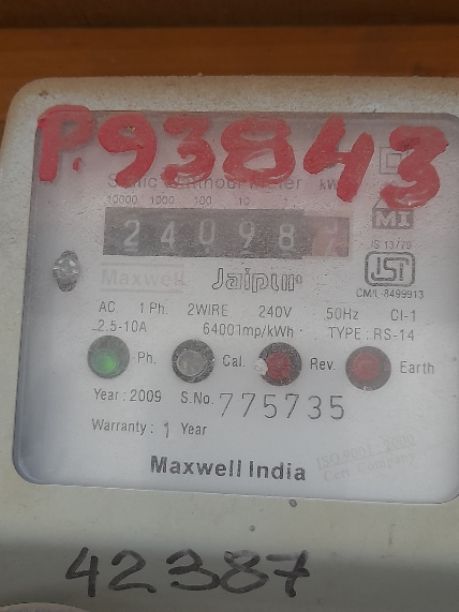 P.93843
Static Watthour Meter kWh
10000 1000 100 10 1
24098
MI
IS 13779
Maxwell Jaipur
ISI
CM/L-8499913
AC 1 Ph. 2WIRE 240V 50Hz Cl-1
2.5-10A 6400Imp/kWh TYPE : RS-14
Ph. Cal. Rev. Earth
Year : 2009 S.No. 775735
Warranty : 1 Year
ISO 9001 : 2000
Cert Company
Maxwell India
42387